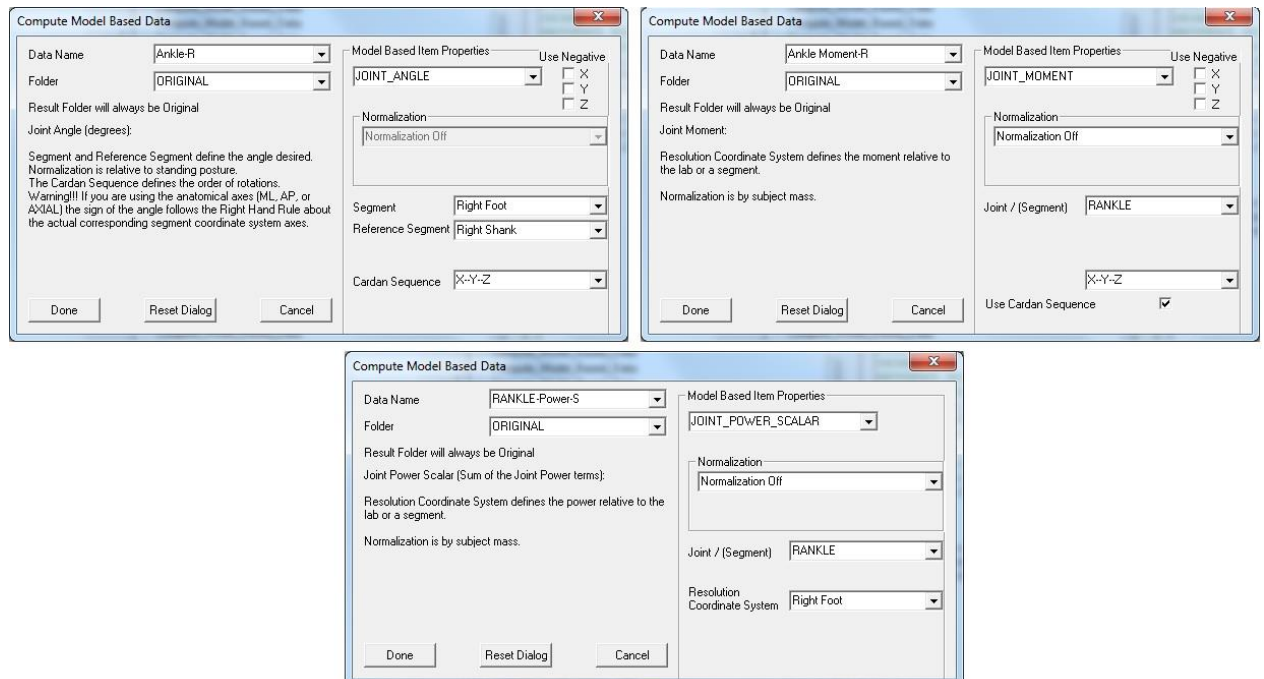 Compute Model Based Data
Data Name
Ankle-R
Folder
ORIGINAL
Result Folder will always be Original
Joint Angle (degrees):
Segment and Reference Segment define the angle desired.
Normalization is relative to standing posture.
The Cardan Sequence defines the order of rotations.
Warning!!! If you are using the anatomical axes (ML, AP, or
AXIAL) the sign of the angle follows the Right Hand Rule about
the actual corresponding segment coordinate system axes.
Done
Reset Dialog
Cancel
Model Based Item Properties
Use Negative
JOINT_ANGLE
X
Y
Z
Normalization
Normalization Off
Segment
Right Foot
Reference Segment
Right Shank
Cardan Sequence
X--Y--Z
Compute Model Based Data
Data Name
Ankle Moment-R
Folder
ORIGINAL
Result Folder will always be Original
Joint Moment:
Resolution Coordinate System defines the moment relative to
the lab or a segment.
Normalization is by subject mass.
Done
Reset Dialog
Cancel
Model Based Item Properties
Use Negative
JOINT_MOMENT
X
Y
Z
Normalization
Normalization Off
Joint / (Segment)
RANKLE
X--Y--Z
Use Cardan Sequence
Compute Model Based Data
Data Name
RANKLE-Power-S
Folder
ORIGINAL
Result Folder will always be Original
Joint Power Scalar (Sum of the Joint Power terms):
Resolution Coordinate System defines the power relative to the
lab or a segment.
Normalization is by subject mass.
Done
Reset Dialog
Cancel
Model Based Item Properties
JOINT_POWER_SCALAR
Normalization
Normalization Off
Joint / (Segment)
RANKLE
Resolution
Coordinate System
Right Foot